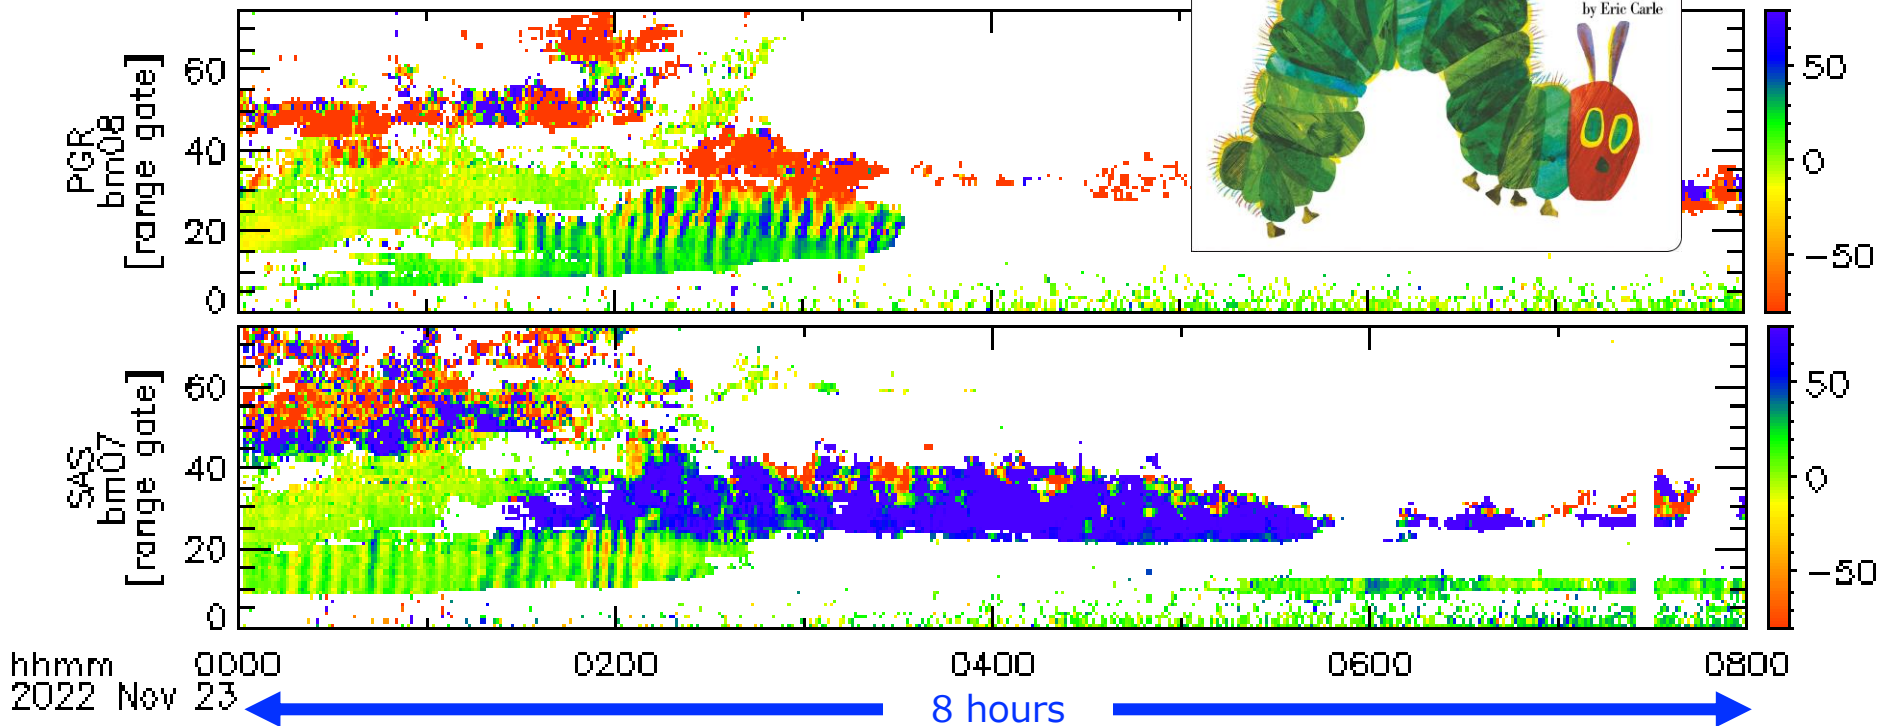 by Eric Carle
PGR
bm08
[range gate]
60
40
20
0
50
0
−50
SAS
bm07
[range gate]
60
40
20
0
50
0
−50
hhmm 0000 0200 0400 0600 0800
2022 Nov 23
8 hours